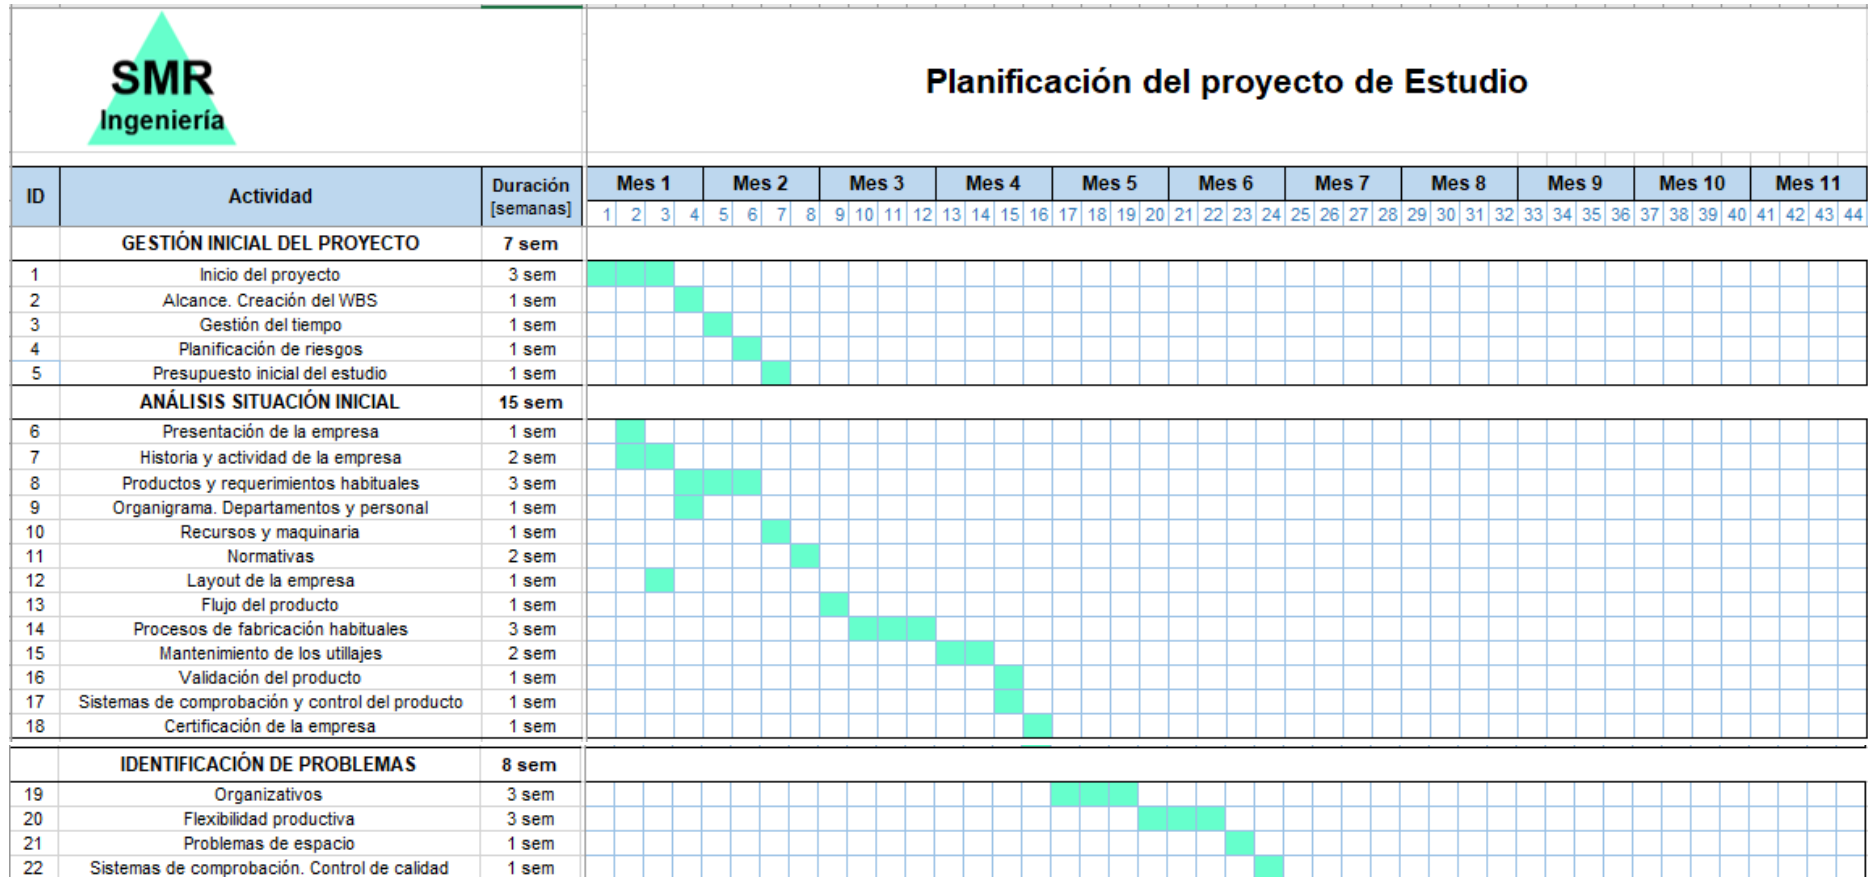 SMR
Ingeniería
Planificación del proyecto de Estudio
ID Actividad Duración [semanas] Mes 1 Mes 2 Mes 3 Mes 4 Mes 5 Mes 6 Mes 7 Mes 8 Mes 9 Mes 10 Mes 11
1 2 3 4 5 6 7 8 9 10 11 12 13 14 15 16 17 18 19 20 21 22 23 24 25 26 27 28 29 30 31 32 33 34 35 36 37 38 39 40 41 42 43 44
GESTIÓN INICIAL DEL PROYECTO 7 sem
1 Inicio del proyecto 3 sem
2 Alcance. Creación del WBS 1 sem
3 Gestión del tiempo 1 sem
4 Planificación de riesgos 1 sem
5 Presupuesto inicial del estudio 1 sem
ANÁLISIS SITUACIÓN INICIAL 15 sem
6 Presentación de la empresa 1 sem
7 Historia y actividad de la empresa 2 sem
8 Productos y requerimientos habituales 3 sem
9 Organigrama. Departamentos y personal 1 sem
10 Recursos y maquinaria 1 sem
11 Normativas 2 sem
12 Layout de la empresa 1 sem
13 Flujo del producto 1 sem
14 Procesos de fabricación habituales 3 sem
15 Mantenimiento de los utillajes 2 sem
16 Validación del producto 1 sem
17 Sistemas de comprobación y control del producto 1 sem
18 Certificación de la empresa 1 sem
IDENTIFICACIÓN DE PROBLEMAS 8 sem
19 Organizativos 3 sem
20 Flexibilidad productiva 3 sem
21 Problemas de espacio 1 sem
22 Sistemas de comprobación. Control de calidad 1 sem